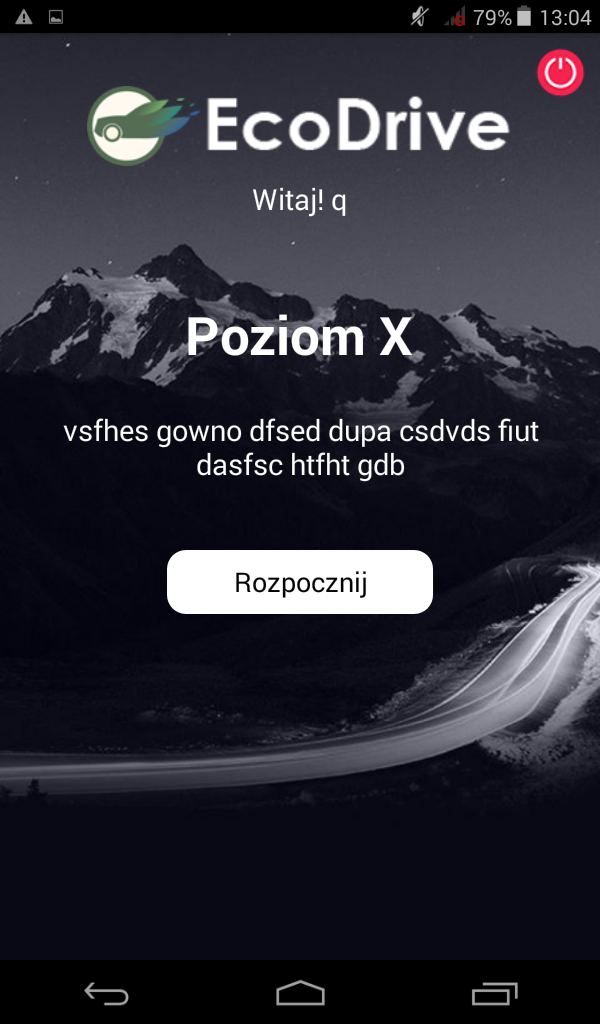 79% 13:04
EcoDrive
Witaj! q
Poziom X
vsfhes gowno dfsed dupa csdvds fiut
dasfsc htfht gdb
Rozpocznij